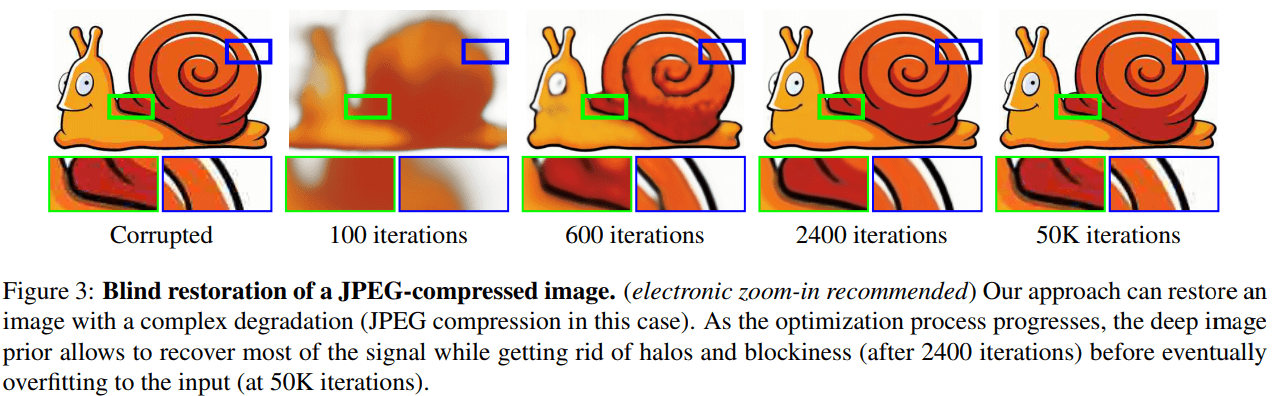 Corrupted 100 iterations 600 iterations 2400 iterations 50K iterations
Figure 3: Blind restoration of a JPEG-compressed image. (electronic zoom-in recommended) Our approach can restore an
image with a complex degradation (JPEG compression in this case). As the optimization process progresses, the deep image
prior allows to recover most of the signal while getting rid of halos and blockiness (after 2400 iterations) before eventually
overfitting to the input (at 50K iterations).